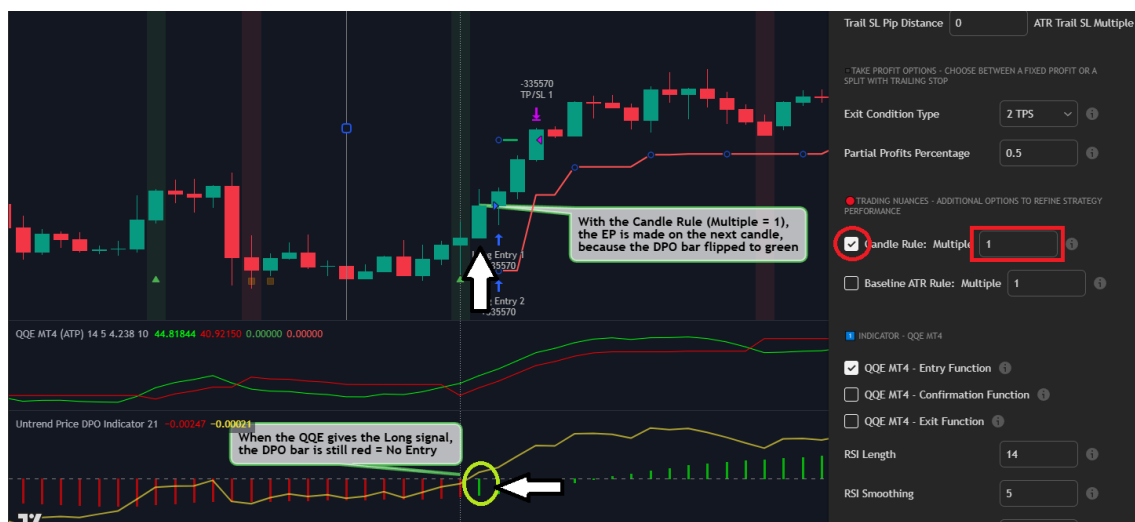 Trail SL Pip Distance 0 ATR Trail SL Multiple
TAKE PROFIT OPTIONS - CHOOSE BETWEEN A FIXED PROFIT OR A
SPLIT WITH TRAILING STOP
Exit Condition Type 2 TPS
Partial Profits Percentage 0.5
TRADING NUANCES - ADDITIONAL OPTIONS TO REFINE STRATEGY
PERFORMANCE
Candle Rule: Multiple 1
Baseline ATR Rule: Multiple 1
INDICATOR - QQE MT4
QQE MT4 - Entry Function
QQE MT4 - Confirmation Function
QQE MT4 - Exit Function
RSI Length 14
RSI Smoothing 5
-335570
TP/SL 1
With the Candle Rule (Multiple = 1),
the EP is made on the next candle,
because the DPO bar flipped to green
Entry 1
335570
Entry 2
335570
QQE MT4 (ATP) 14 5 4.238 10 44.81844 40.92150 0.00000 0.00000
Untrend Price DPO Indicator 21 -0.00247 -0.00021
When the QQE gives the Long signal,
the DPO bar is still red = No Entry